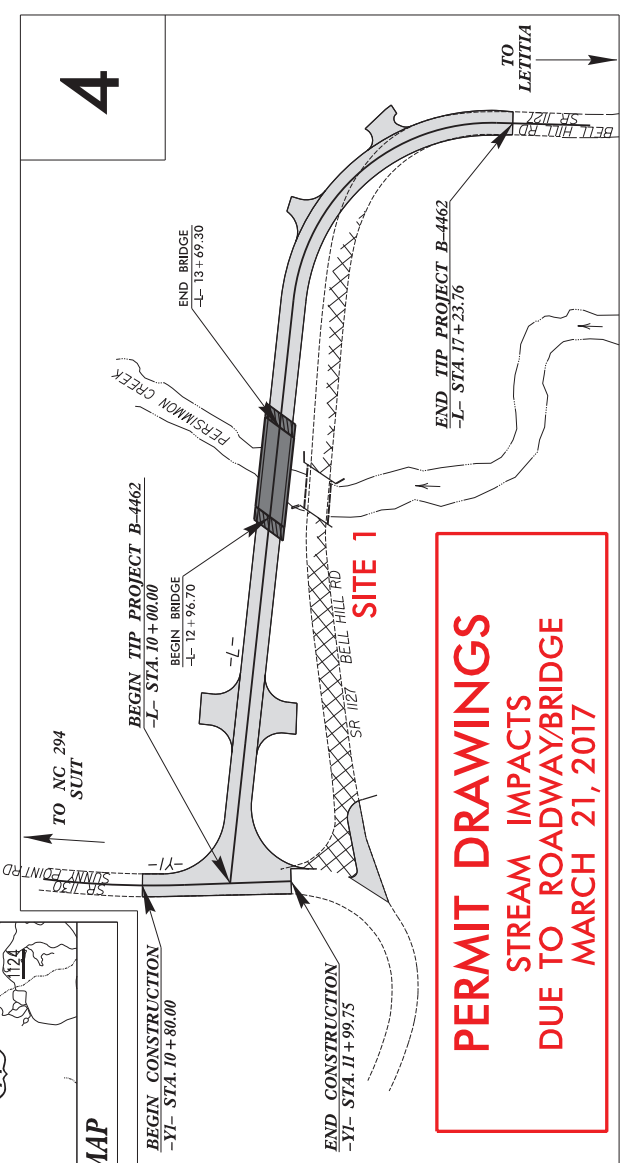 4
TO
LETITIA
BELL HILL RD
SR 1127
END BRIDGE
-L- 13+69.30
END TIP PROJECT B-4462
-L- STA. 17+23.76
PERSIMMON CREEK
BEGIN TIP PROJECT B-4462
-L- STA. 10+00.00
BEGIN BRIDGE
-L- 12+96.70
-L-
SITE 1
SR 1127 BELL HILL RD
TO NC 294
SUIT
SR 1130
SUNNY POINT RD
-Y1-
BEGIN CONSTRUCTION
-Y1- STA. 10+80.00
END CONSTRUCTION
-Y1- STA. 11+99.75
PERMIT DRAWINGS
STREAM IMPACTS
DUE TO ROADWAY/BRIDGE
MARCH 21, 2017
1124
MAP